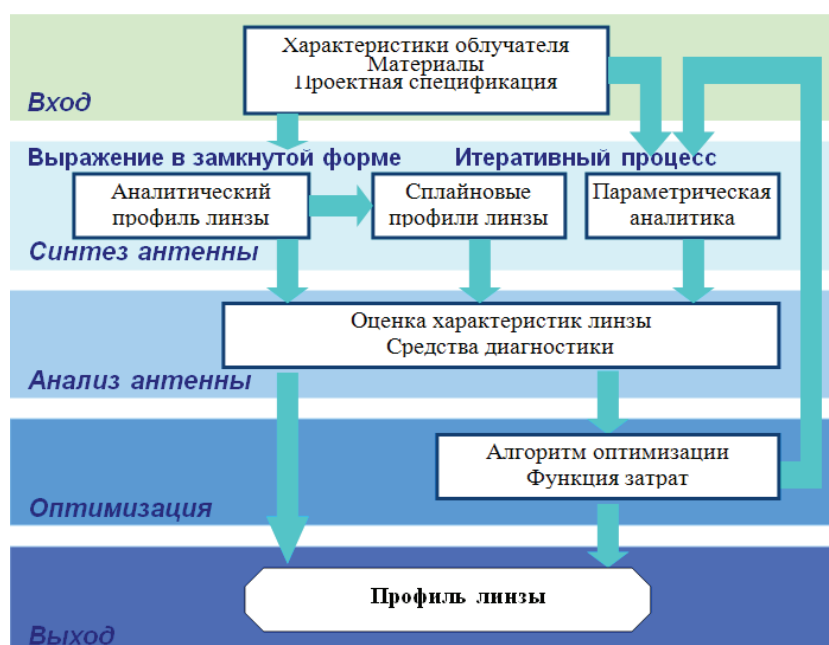 Характеристики облучателя
Материалы
Проектная спецификация
Вход
Выражение в замкнутой форме
Итеративный процесс
Аналитический
профиль линзы
Сплайновые
профили линзы
Параметрическая
аналитика
Синтез антенны
Оценка характеристик линзы
Средства диагностики
Анализ антенны
Алгоритм оптимизации
Функция затрат
Оптимизация
Профиль линзы
Выход